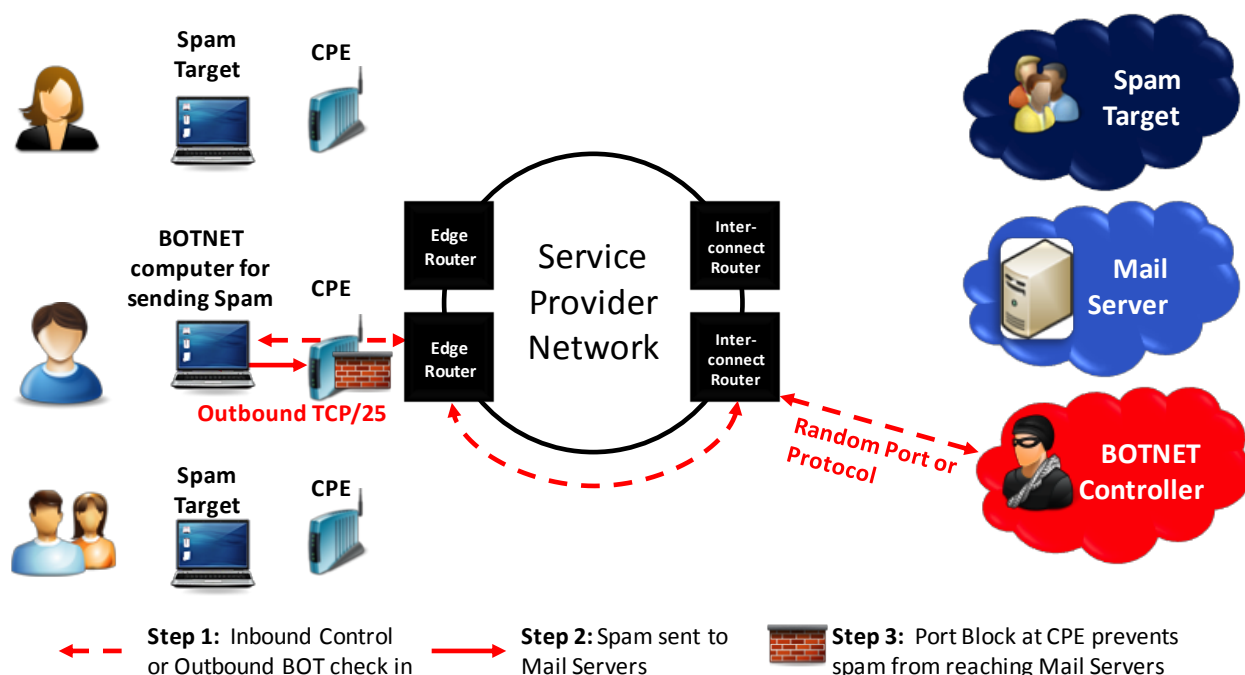 Spam
Target
CPE
Spam
Target
BOTNET
computer for
sending Spam
CPE
Edge
Router
Inter-
connect
Router
Service
Provider
Network
Mail
Server
Edge
Router
Inter-
connect
Router
Outbound TCP/25
Random Port or
Protocol
BOTNET
Controller
Spam
Target
CPE
Step 1: Inbound Control
or Outbound BOT check in
Step 2: Spam sent to
Mail Servers
Step 3: Port Block at CPE prevents
spam from reaching Mail Servers